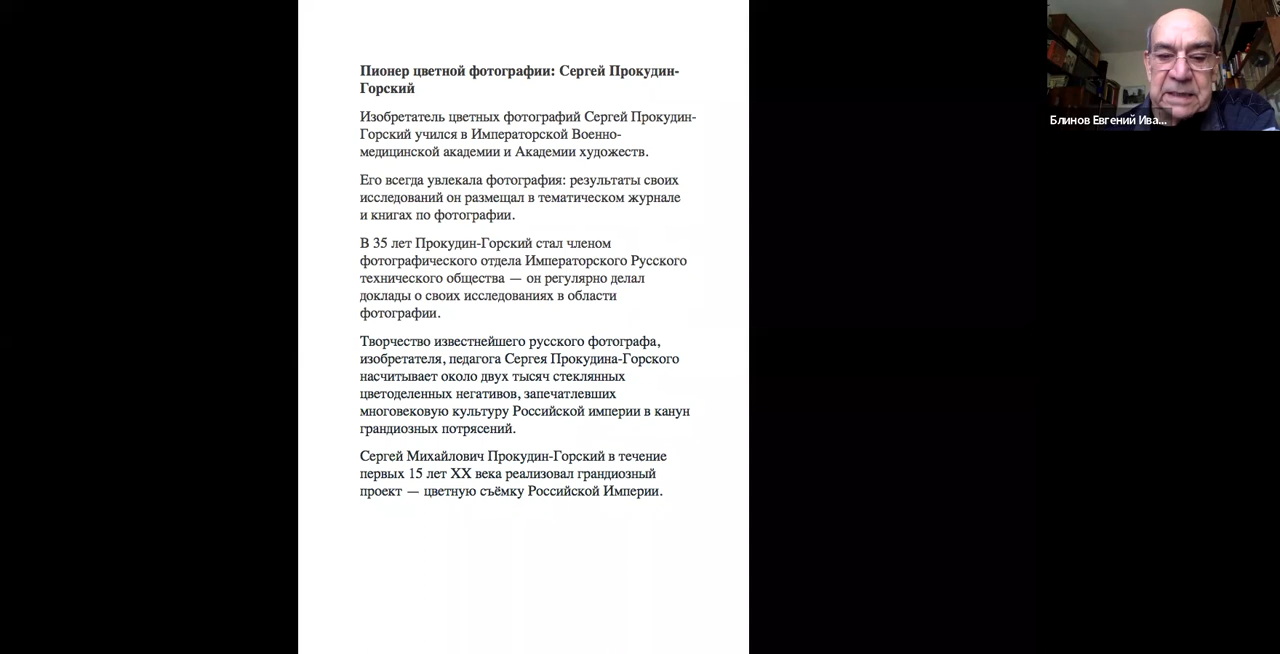 Пионер цветной фотографии: Сергей Прокудин-
Горский
Изобретатель цветных фотографий Сергей Прокудин-
Горский учился в Императорской Военно-
медицинской академии и Академии художеств.
Его всегда увлекала фотография: результаты своих
исследований он размещал в тематическом журнале
и книгах по фотографии.
В 35 лет Прокудин-Горский стал членом
фотографического отдела Императорского Русского
технического общества — он регулярно делал
доклады о своих исследованиях в области
фотографии.
Творчество известнейшего русского фотографа,
изобретателя, педагога Сергея Прокудина-Горского
насчитывает около двух тысяч стеклянных
цветоделенных негативов, запечатлевших
многовековую культуру Российской империи в канун
грандиозных потрясений.
Сергей Михайлович Прокудин-Горский в течение
первых 15 лет XX века реализовал грандиозный
проект — цветную съёмку Российской Империи.
Блинов Евгений Ива...